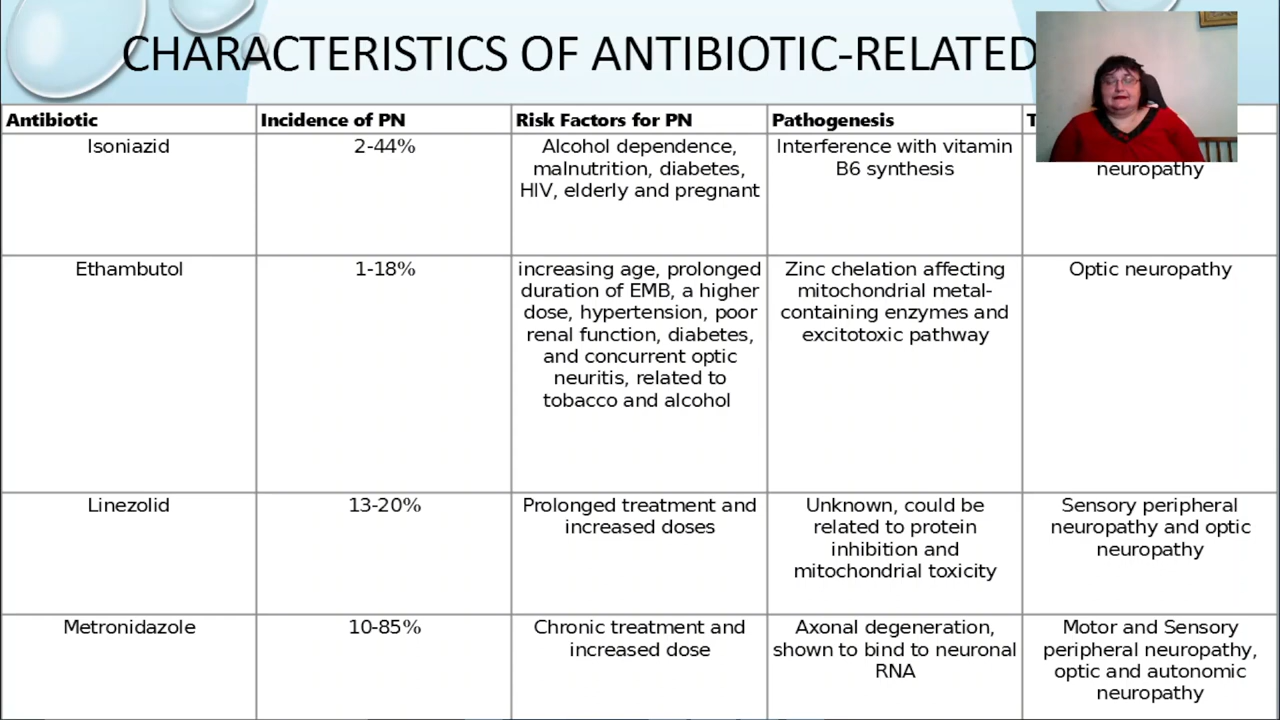 CHARACTERISTICS OF ANTIBIOTIC-RELATED
Antibiotic
Incidence of PN
Risk Factors for PN
Pathogenesis
Isoniazid
2-44%
Alcohol dependence,
malnutrition, diabetes,
HIV, elderly and pregnant
Interference with vitamin
B6 synthesis
neuropathy
Ethambutol
1-18%
increasing age, prolonged
duration of EMB, a higher
dose, hypertension, poor
renal function, diabetes,
and concurrent optic
neuritis, related to
tobacco and alcohol
Zinc chelation affecting
mitochondrial metal-
containing enzymes and
excitotoxic pathway
Optic neuropathy
Linezolid
13-20%
Prolonged treatment and
increased doses
Unknown, could be
related to protein
inhibition and
mitochondrial toxicity
Sensory peripheral
neuropathy and optic
neuropathy
Metronidazole
10-85%
Chronic treatment and
increased dose
Axonal degeneration,
shown to bind to neuronal
RNA
Motor and Sensory
peripheral neuropathy,
optic and autonomic
neuropathy